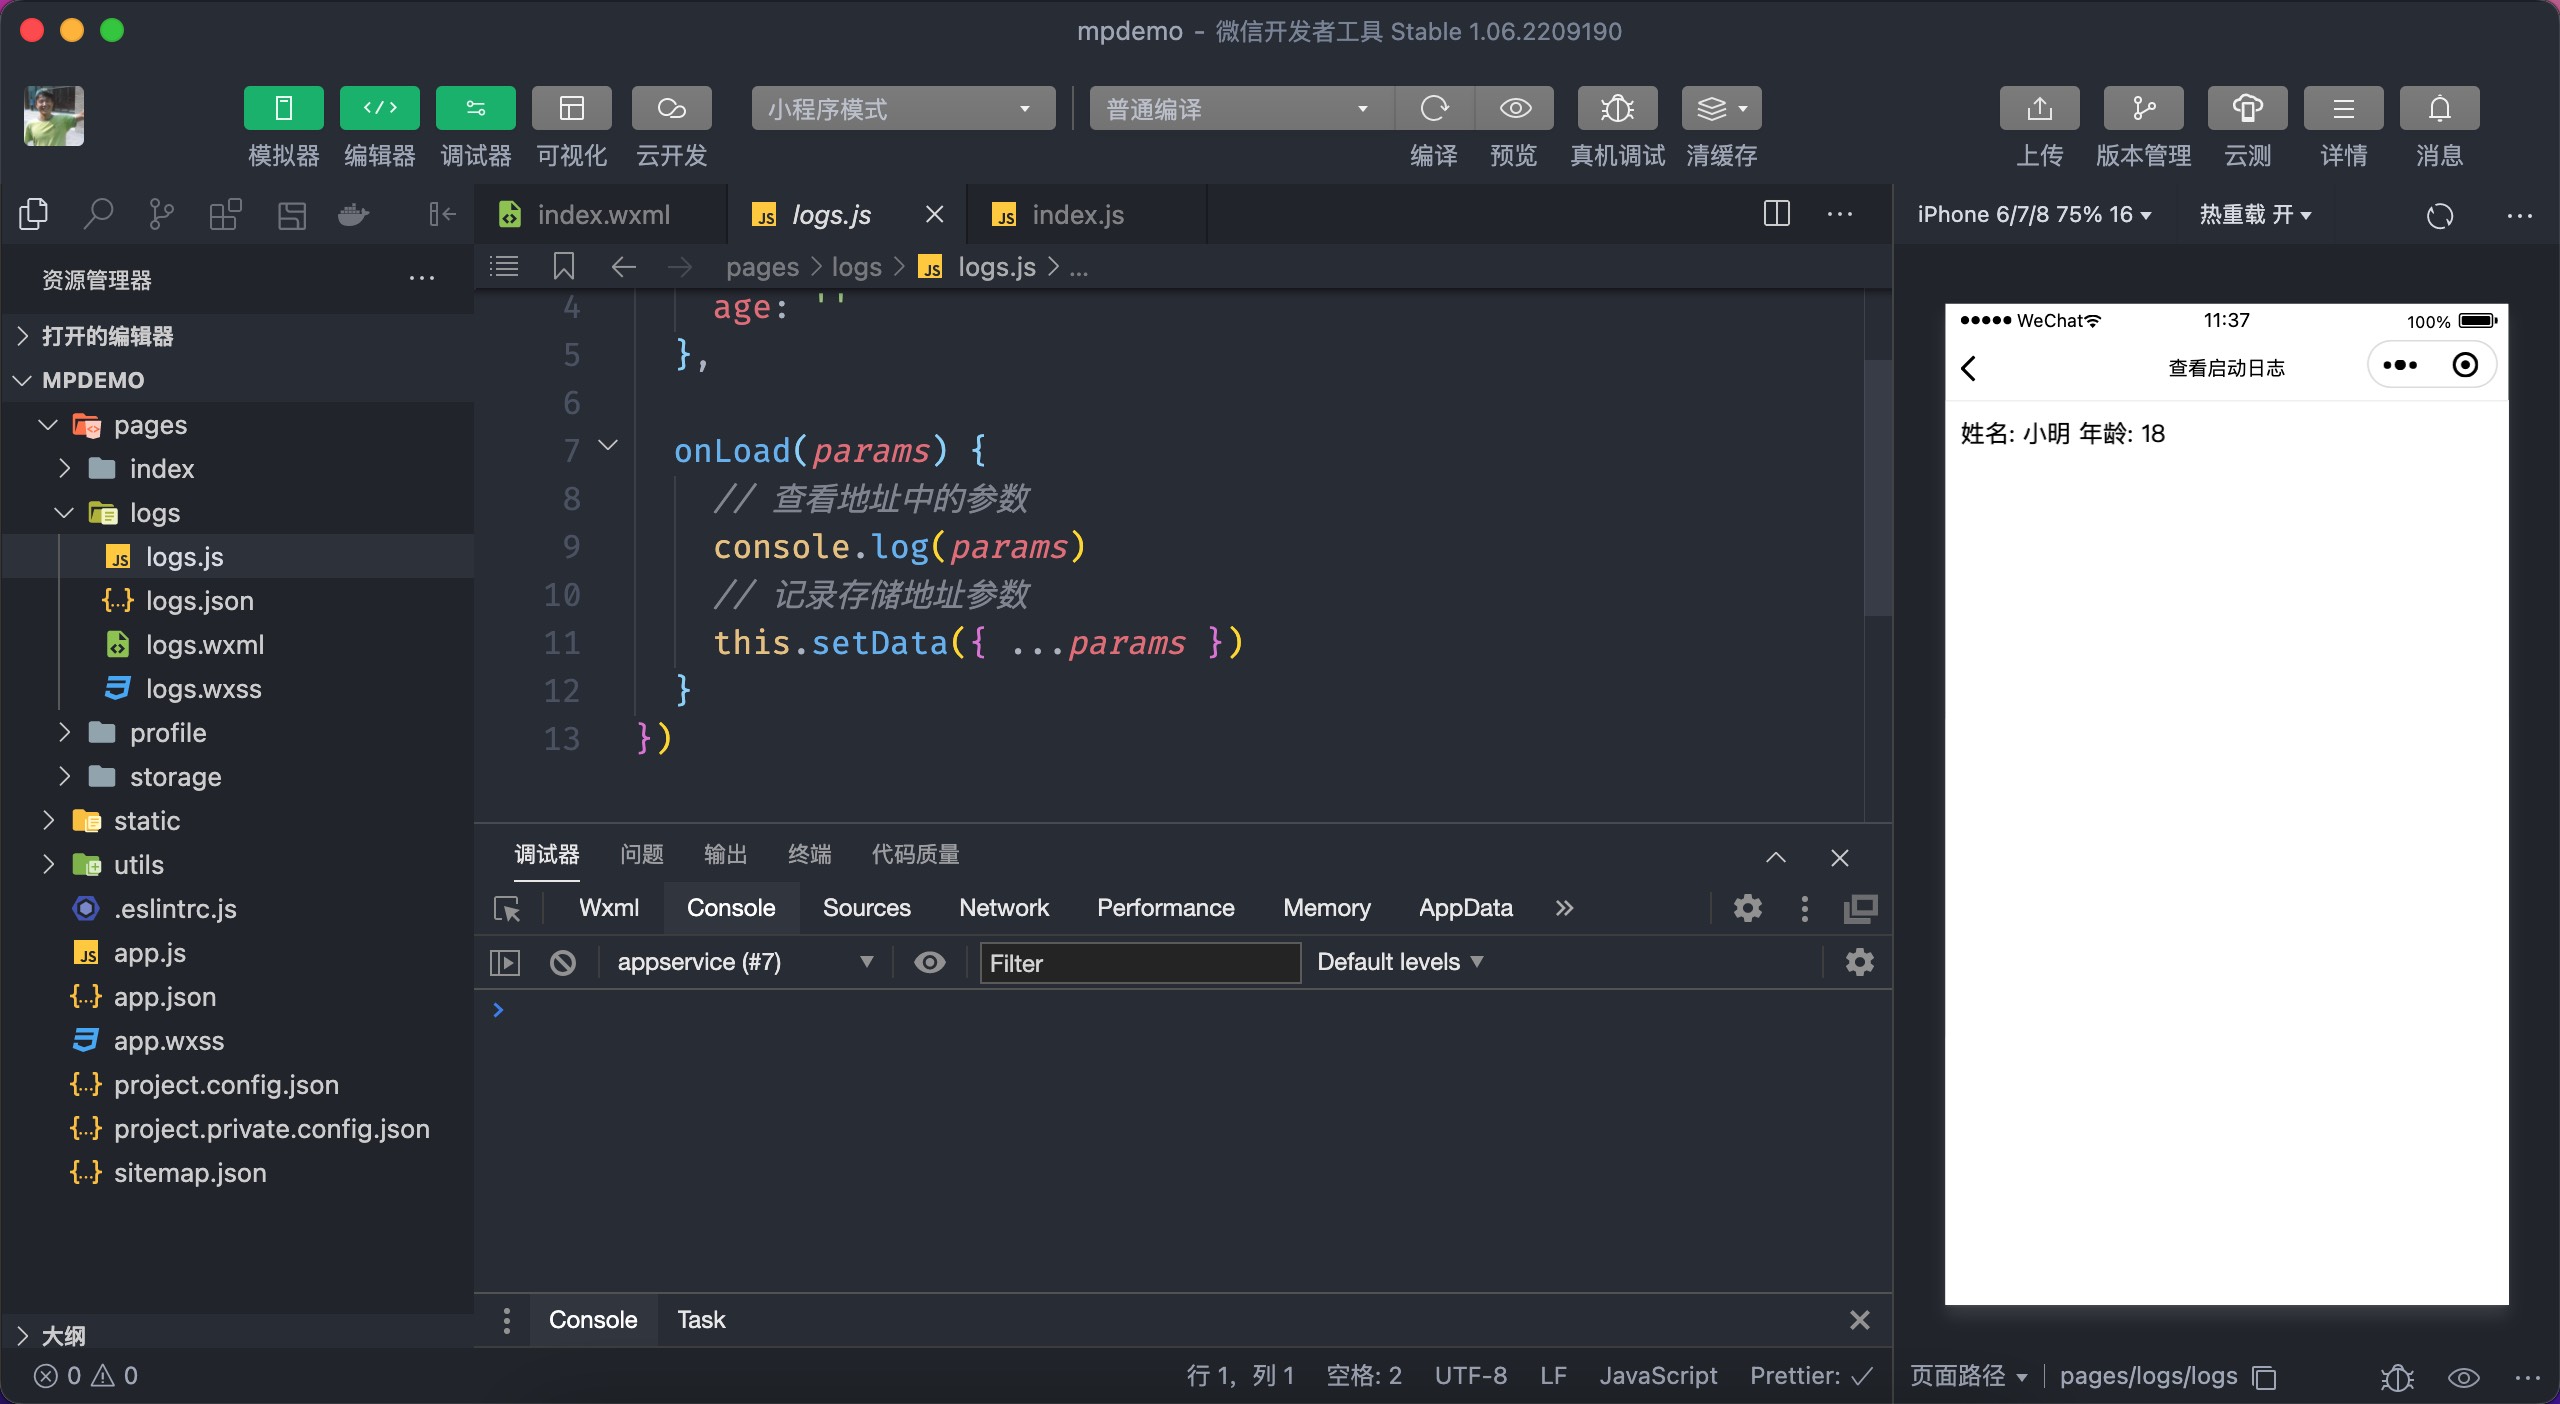 mpdemo - 微信开发者工具 Stable 1.06.2209190
模拟器 编辑器 调试器 可视化 云开发
小程序模式
普通编译
编译 预览 真机调试 清缓存
上传 版本管理 云测 详情 消息
资源管理器
打开的编辑器
MPDEMO
pages
index
logs
logs.js
logs.json
logs.wxml
logs.wxss
profile
storage
static
utils
.eslintrc.js
app.js
app.json
app.wxss
project.config.json
project.private.config.json
sitemap.json
大纲
0 0
index.wxml logs.js index.js
pages > logs > logs.js > ...
4 age: ''
5 },
6
7 onLoad(params) {
8 // 查看地址中的参数
9 console.log(params)
10 // 记录存储地址参数
11 this.setData({ ...params })
12 }
13 })
调试器 问题 输出 终端 代码质量
Wxml Console Sources Network Performance Memory AppData »
appservice (#7) Filter Default levels
Console Task
行 1, 列 1 空格: 2 UTF-8 LF JavaScript Prettier: ✓
iPhone 6/7/8 75% 16 热重载 开
WeChat 11:37 100%
查看启动日志
姓名: 小明 年龄: 18
页面路径 pages/logs/logs